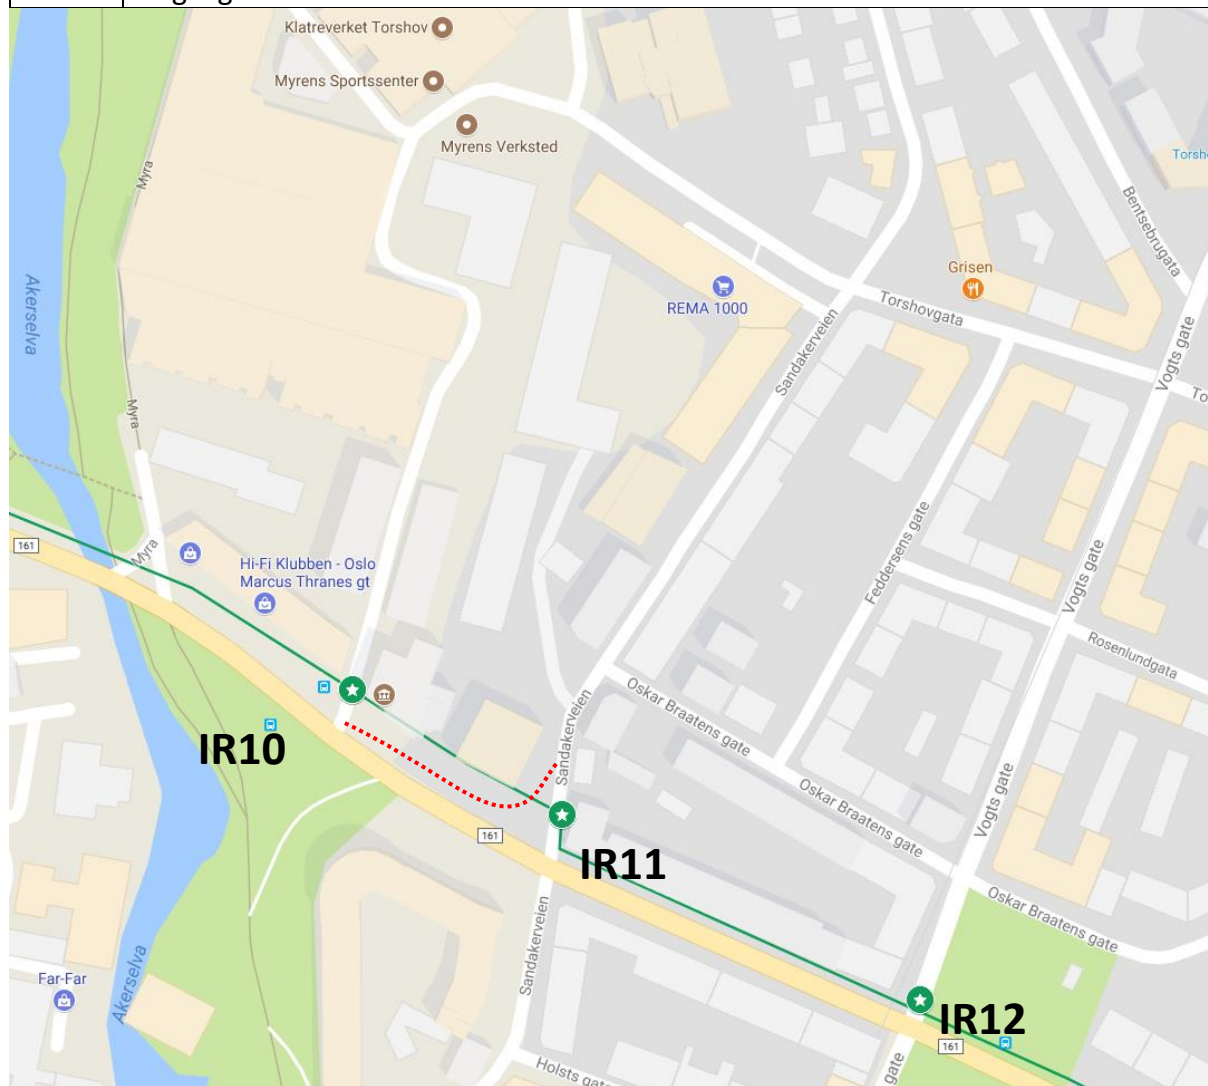 Klatreverket Torshov
Myrens Sportssenter
Myrens Verksted
Myra
Torsh
Bentsebrugata
Akerselva
Grisen
REMA 1000
Torshovgata
Sandakerveien
Vogts gate
To
Myra
Feddersens gate
161
Myra
Hi-Fi Klubben - Oslo
Marcus Thranes gt
Vogts gate
Rosenlundgata
Oskar Braatens gate
Sandakerveien
IR10
Vogts gate
Oskar Braatens gate
161
IR11
Oskar Braatens gate
Sandakerveien
Akerselva
Far-Far
IR12
161
Holsts gate
gate